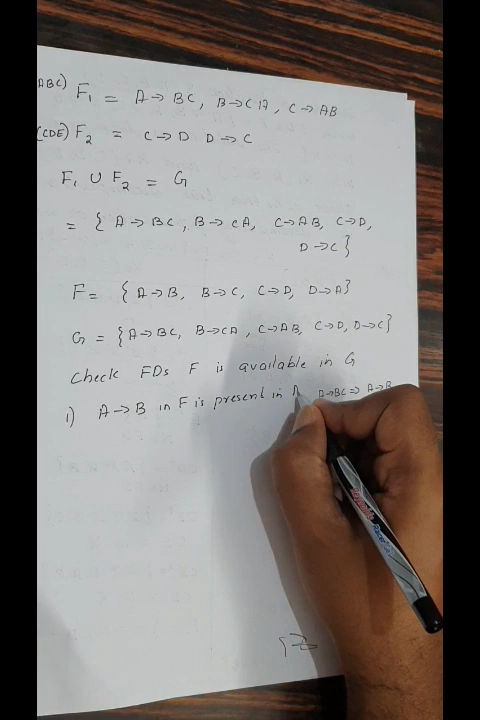 ABC) F₁ = A→BC, B→CA, C→AB
(CDE) F₂ = C→D D→C
F₁ ∪ F₂ = G
= { A→BC, B→CA, C→AB, C→D,
D→C}
F = {A→B, B→C, C→D, D→A}
G = {A→BC, B→CA, C→AB, C→D, D→C}
Check FDs F is available in G
1) A→B in F is present in A A→BC ⇒ A→B